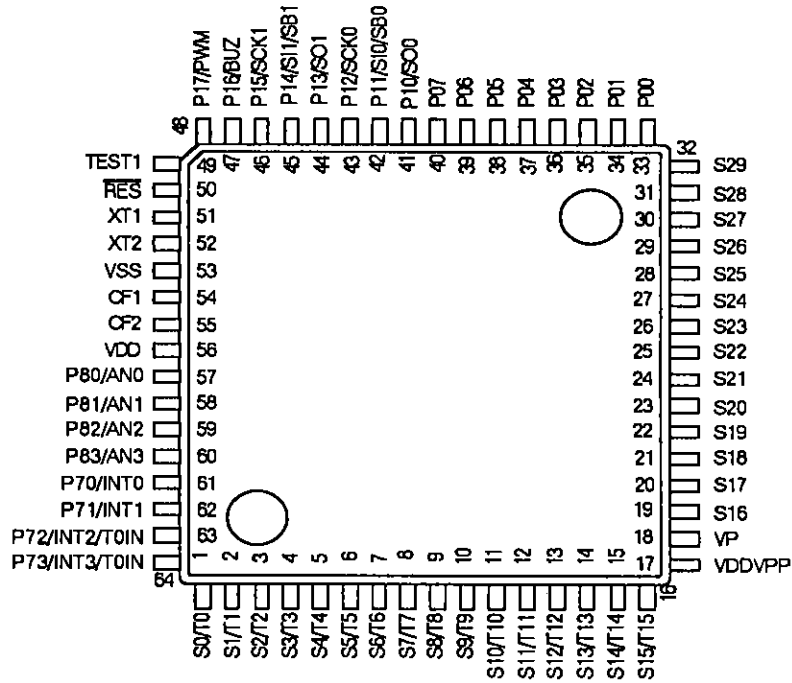 P17/PWM
P16/BUZ
P15/SCK1
P14/SI1/SB1
P13/SO1
P12/SCK0
P11/SI0/SB0
P10/SO0
P07
P06
P05
P04
P03
P02
P01
P00
48
47
46
45
44
43
42
41
40
39
38
37
36
35
34
33
32
TEST1 49
RES 50
XT1 51
XT2 52
VSS 53
CF1 54
CF2 55
VDD 56
P80/AN0 57
P81/AN1 58
P82/AN2 59
P83/AN3 60
P70/INT0 61
P71/INT1 62
P72/INT2/T0IN 63
P73/INT3/T0IN
64
S29
31 S28
30 S27
29 S26
28 S25
27 S24
26 S23
25 S22
24 S21
23 S20
22 S19
21 S18
20 S17
19 S16
18 VP
17 VDDVPP
1
2
3
4
5
6
7
8
9
10
11
12
13
14
15
16
S0/T0
S1/T1
S2/T2
S3/T3
S4/T4
S5/T5
S6/T6
S7/T7
S8/T8
S9/T9
S10/T10
S11/T11
S12/T12
S13/T13
S14/T14
S15/T15